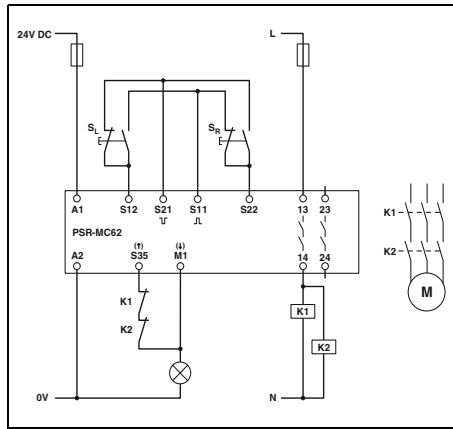 24V DC
L
SL
SR
A1
S12
S21
S11
S22
13
23
PSR-MC62
A2
(↑)
S35
(↓)
M1
14
24
K1
K2
K1
K2
K1
K2
M
0V
N